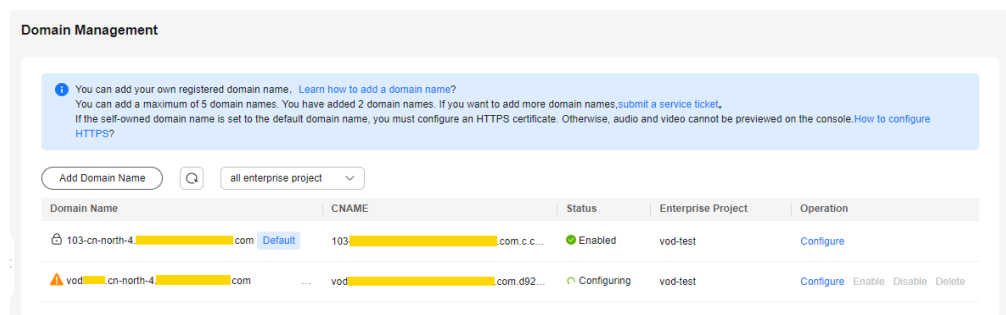 Domain Management
You can add your own registered domain name, Learn how to add a domain name?
You can add a maximum of 5 domain names. You have added 2 domain names. If you want to add more domain names,submit a service ticket。
If the self-owned domain name is set to the default domain name, you must configure an HTTPS certificate. Otherwise, audio and video cannot be previewed on the console.How to configure
HTTPS?
Add Domain Name all enterprise project
Domain Name CNAME Status Enterprise Project Operation
103-cn-north-4. com Default 103- .com.c.c... Enabled vod-test Configure
vod .cn-north-4. com ... vod .com.d92... Configuring vod-test Configure Enable Disable Delete